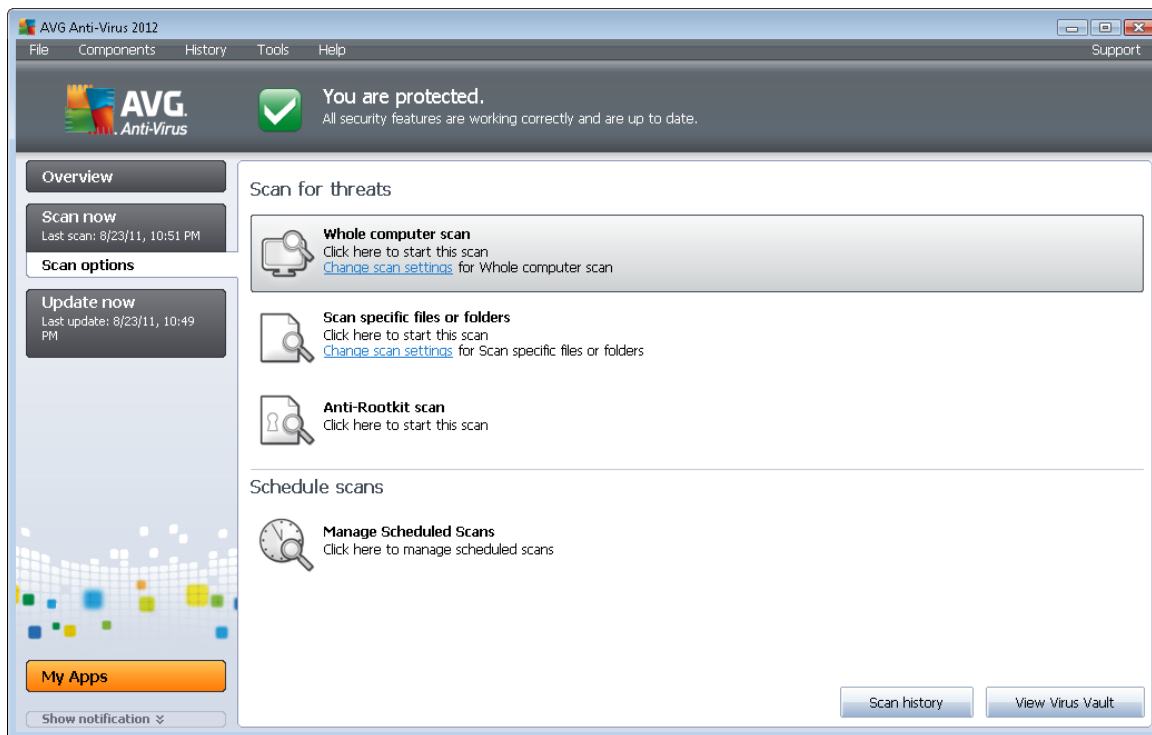 AVG Anti-Virus 2012
File Components History Tools Help Support
AVG.
Anti-Virus
You are protected.
All security features are working correctly and are up to date.
Overview
Scan now
Last scan: 8/23/11, 10:51 PM
Scan options
Update now
Last update: 8/23/11, 10:49
PM
My Apps
Show notification
Scan for threats
Whole computer scan
Click here to start this scan
Change scan settings for Whole computer scan
Scan specific files or folders
Click here to start this scan
Change scan settings for Scan specific files or folders
Anti-Rootkit scan
Click here to start this scan
Schedule scans
Manage Scheduled Scans
Click here to manage scheduled scans
Scan history
View Virus Vault